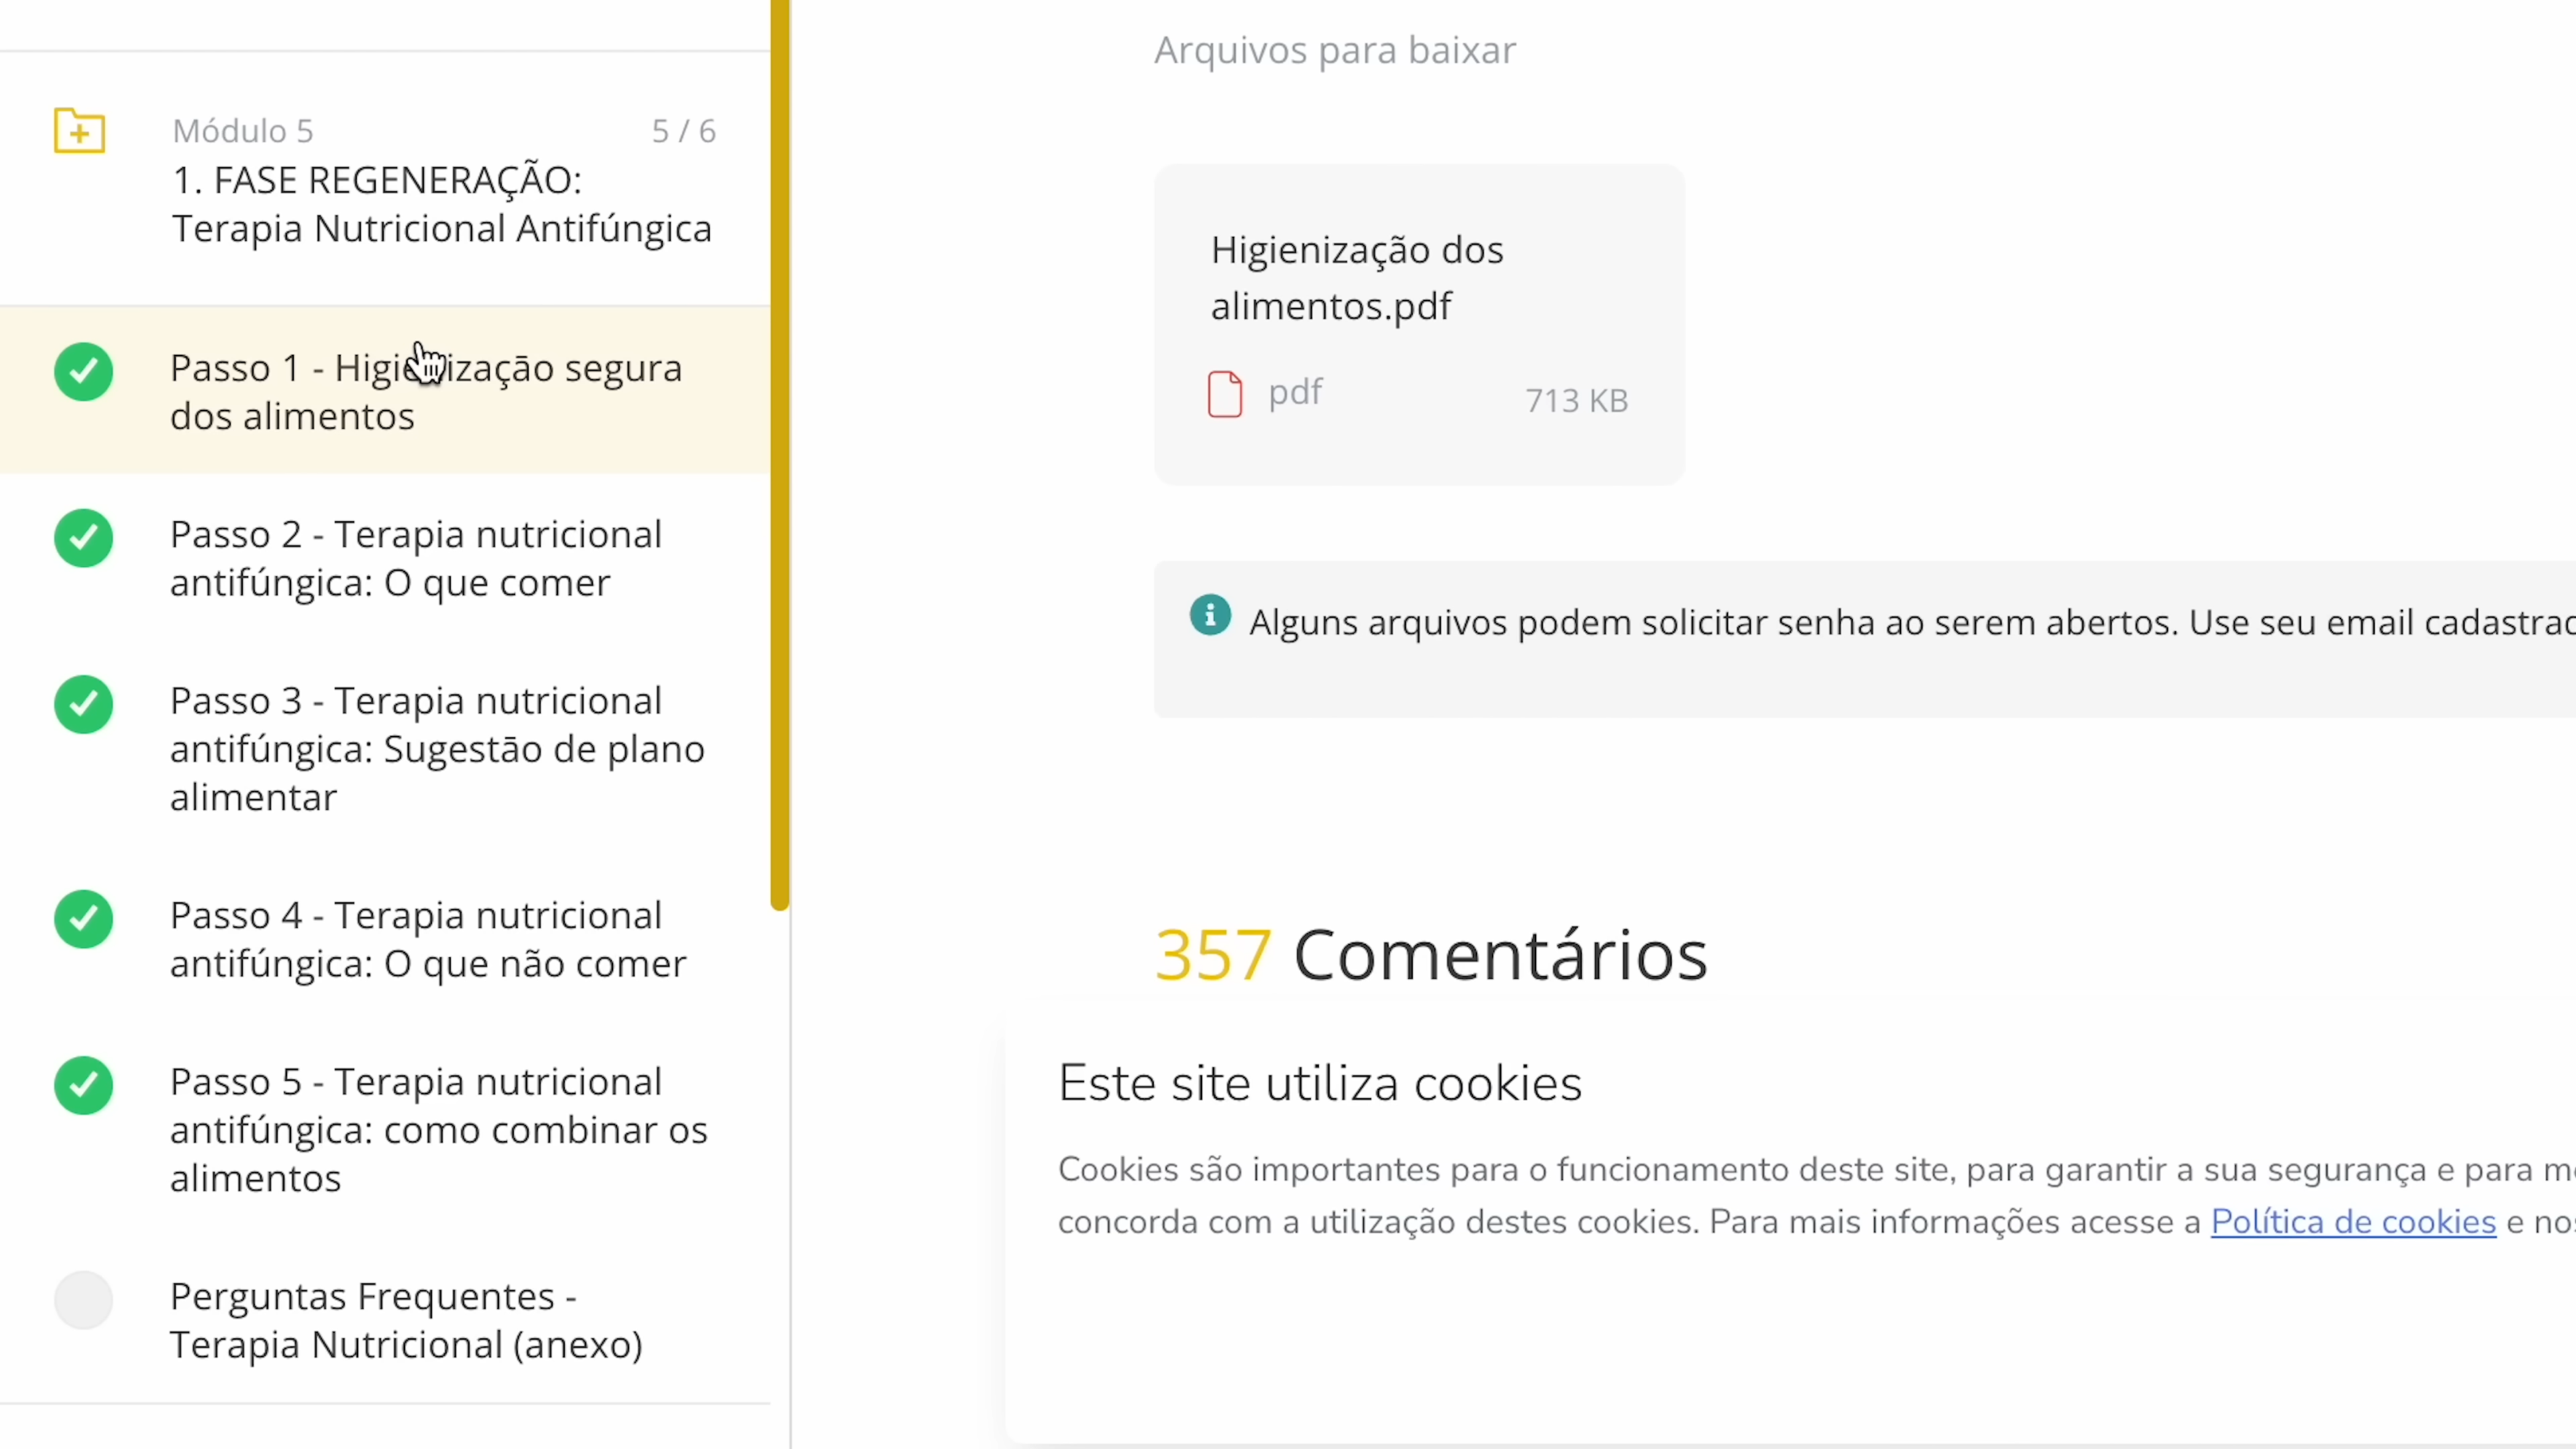 Módulo 5
5 / 6
1. FASE REGENERAÇÃO:
Terapia Nutricional Antifúngica
Passo 1 - Higienização segura
dos alimentos
Passo 2 - Terapia nutricional
antifúngica: O que comer
Passo 3 - Terapia nutricional
antifúngica: Sugestão de plano
alimentar
Passo 4 - Terapia nutricional
antifúngica: O que não comer
Passo 5 - Terapia nutricional
antifúngica: como combinar os
alimentos
Perguntas Frequentes -
Terapia Nutricional (anexo)
Arquivos para baixar
Higienização dos
alimentos.pdf
pdf
713 KB
Alguns arquivos podem solicitar senha ao serem abertos. Use seu email
357 Comentários
Este site utiliza cookies
Cookies são importantes para o funcionamento deste site, para garantir a sua segurança e para
concorda com a utilização destes cookies. Para mais informações acesse a Política de cookies e